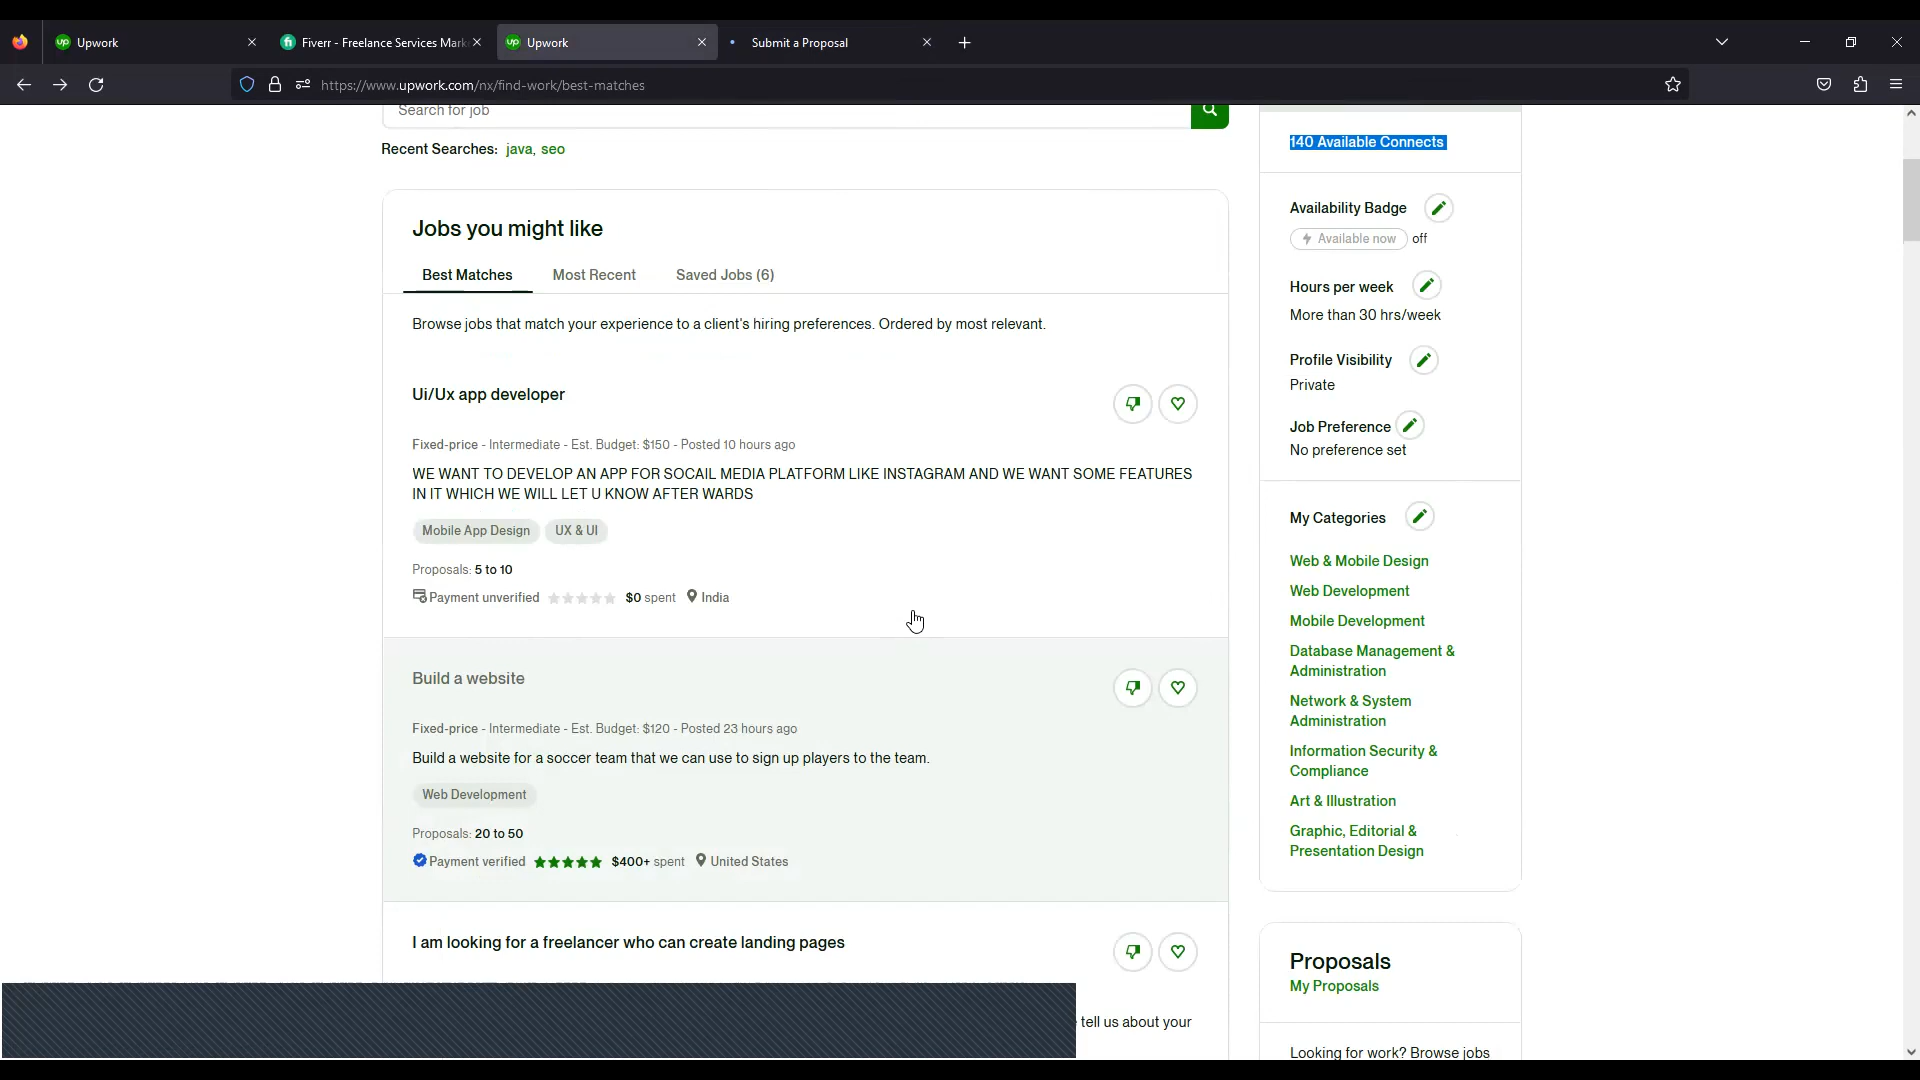 Upwork
Fiverr - Freelance Services Mark
Upwork
Submit a Proposal
https://www.upwork.com/nx/find-work/best-matches
Search for job
Recent Searches: java, seo
Jobs you might like
Best Matches
Most Recent
Saved Jobs (6)
Browse jobs that match your experience to a client's hiring preferences. Ordered by most relevant.
Ui/Ux app developer
Fixed-price - Intermediate - Est. Budget: $150 - Posted 10 hours ago
WE WANT TO DEVELOP AN APP FOR SOCAIL MEDIA PLATFORM LIKE INSTAGRAM AND WE WANT SOME FEATURES
IN IT WHICH WE WILL LET U KNOW AFTER WARDS
Mobile App Design
UX & UI
Proposals: 5 to 10
Payment unverified $0 spent India
Build a website
Fixed-price - Intermediate - Est. Budget: $120 - Posted 23 hours ago
Build a website for a soccer team that we can use to sign up players to the team.
Web Development
Proposals: 20 to 50
Payment verified $400+ spent United States
I am looking for a freelancer who can create landing pages
tell us about your
140 Available Connects
Availability Badge
Available now off
Hours per week
More than 30 hrs/week
Profile Visibility
Private
Job Preference
No preference set
My Categories
Web & Mobile Design
Web Development
Mobile Development
Database Management &
Administration
Network & System
Administration
Information Security &
Compliance
Art & Illustration
Graphic, Editorial &
Presentation Design
Proposals
My Proposals
Looking for work? Browse jobs